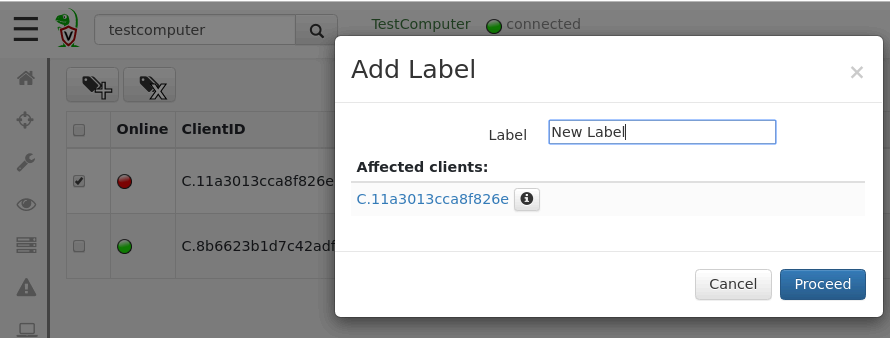 testcomputer
TestComputer connected
Add Label
×
Label New Label
Online ClientID
Affected clients:
C.11a3013cca8f826e
C.11a3013cca8f826e
C.8b6623b1d7c42adf
Cancel Proceed